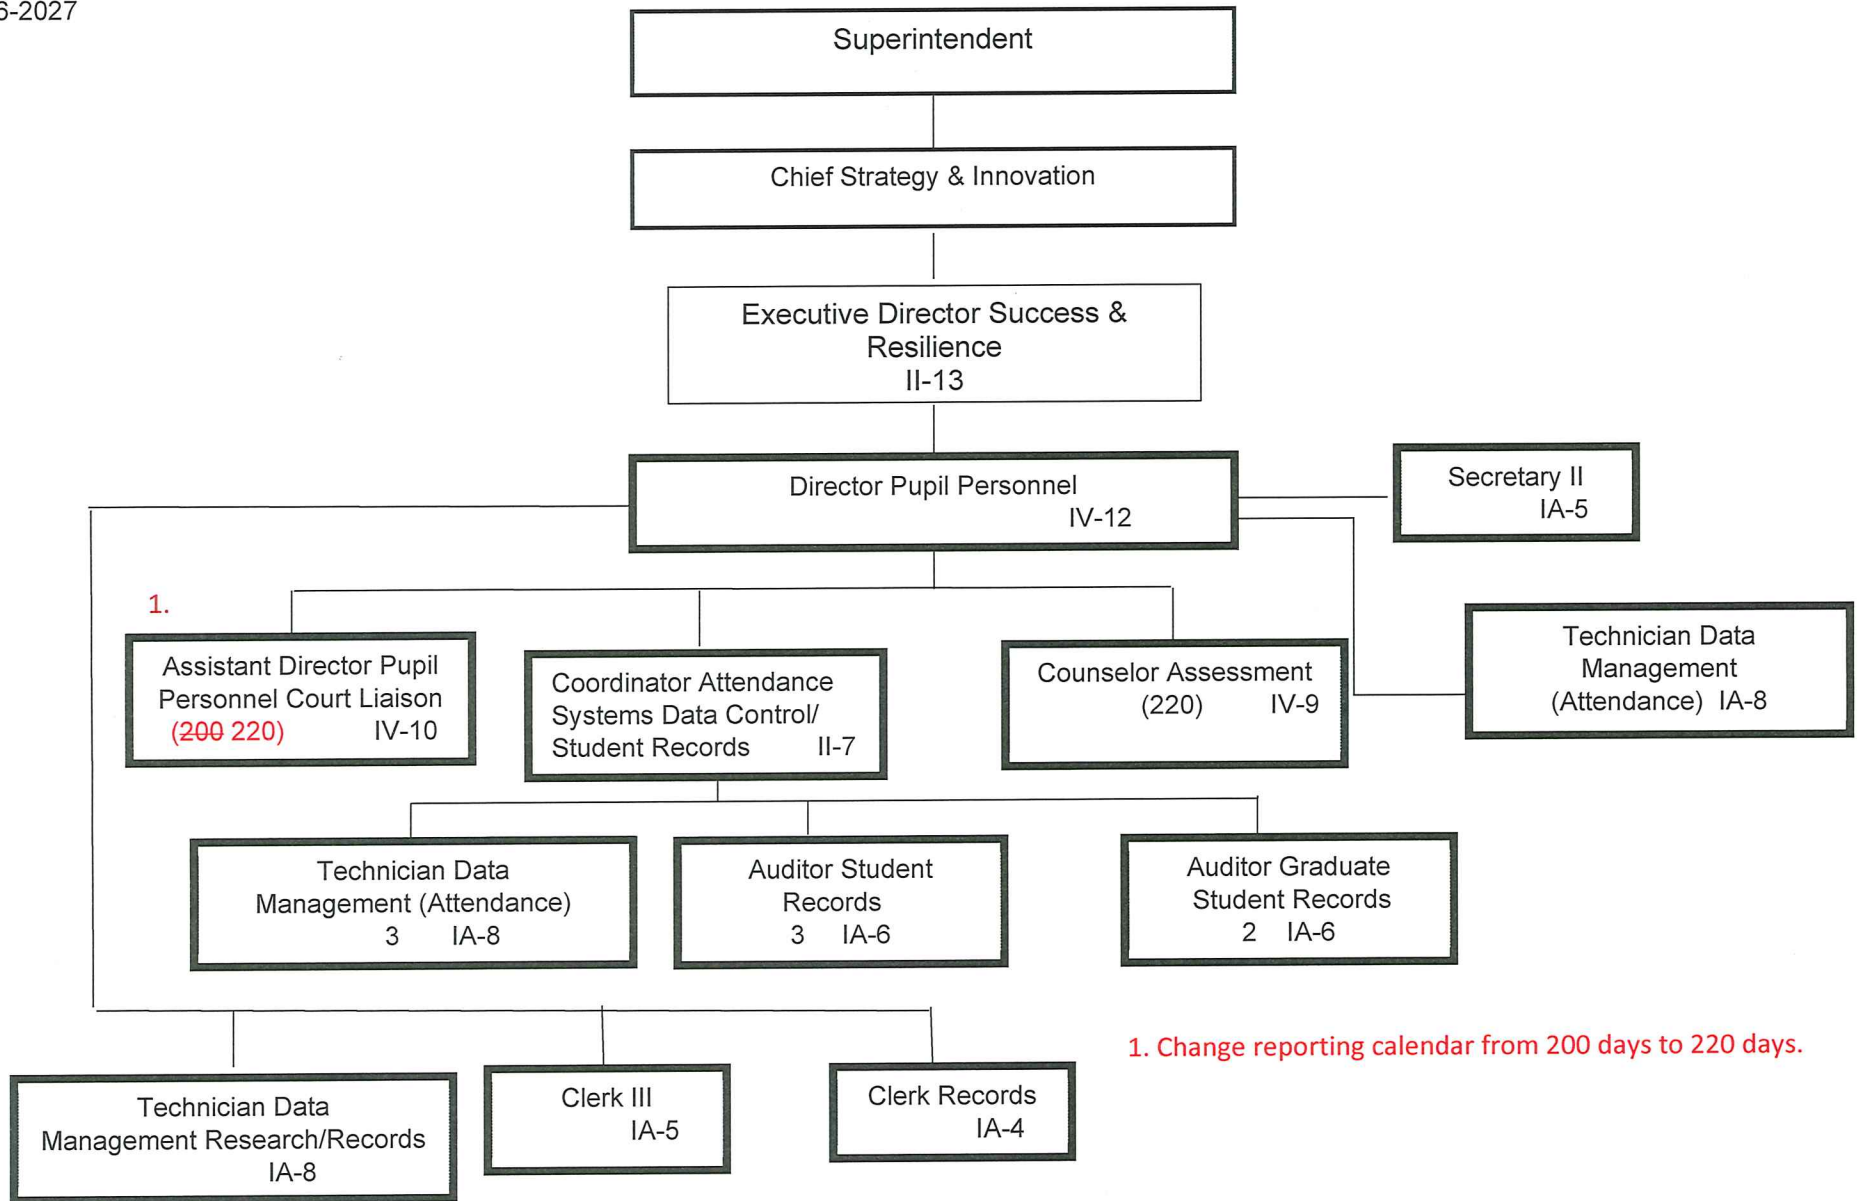 6-2027
Superintendent
Chief Strategy & Innovation
Executive Director Success &
Resilience
II-13
Director Pupil Personnel
IV-12
Secretary II
IA-5
1.
Assistant Director Pupil
Personnel Court Liaison
(200 220) IV-10
Coordinator Attendance
Systems Data Control/
Student Records II-7
Counselor Assessment
(220) IV-9
Technician Data
Management
(Attendance) IA-8
Technician Data
Management (Attendance)
3 IA-8
Auditor Student
Records
3 IA-6
Auditor Graduate
Student Records
2 IA-6
1. Change reporting calendar from 200 days to 220 days.
Technician Data
Management Research/Records
IA-8
Clerk III
IA-5
Clerk Records
IA-4